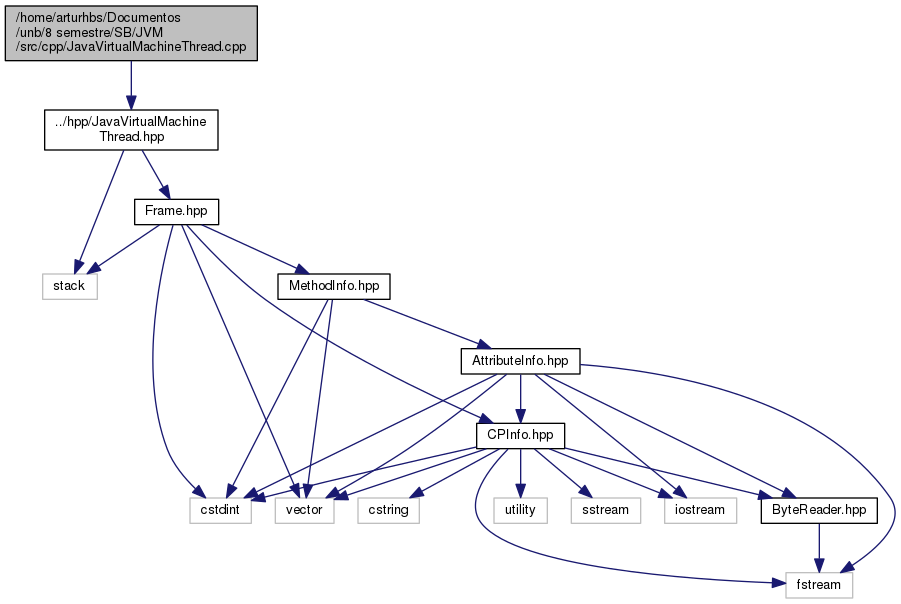 /home/arturhbs/Documentos
/unb/8 semestre/SB/JVM
/src/cpp/JavaVirtualMachineThread.cpp
../hpp/JavaVirtualMachine
Thread.hpp
Frame.hpp
stack
MethodInfo.hpp
AttributeInfo.hpp
CPInfo.hpp
cstdint
vector
cstring
utility
sstream
iostream
ByteReader.hpp
fstream